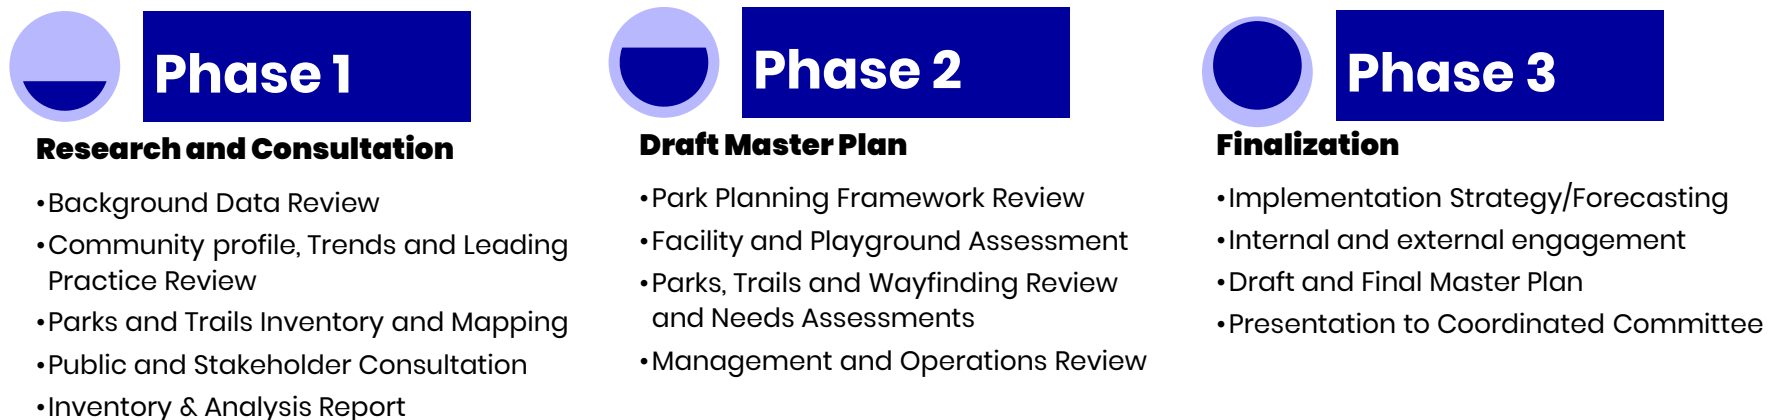 Phase 1
Research and Consultation
•Background Data Review
•Community profile, Trends and Leading
Practice Review
•Parks and Trails Inventory and Mapping
•Public and Stakeholder Consultation
•Inventory & Analysis Report
Phase 2
Draft Master Plan
•Park Planning Framework Review
•Facility and Playground Assessment
•Parks, Trails and Wayfinding Review
and Needs Assessments
•Management and Operations Review
Phase 3
Finalization
•Implementation Strategy/Forecasting
•Internal and external engagement
•Draft and Final Master Plan
•Presentation to Coordinated Committee